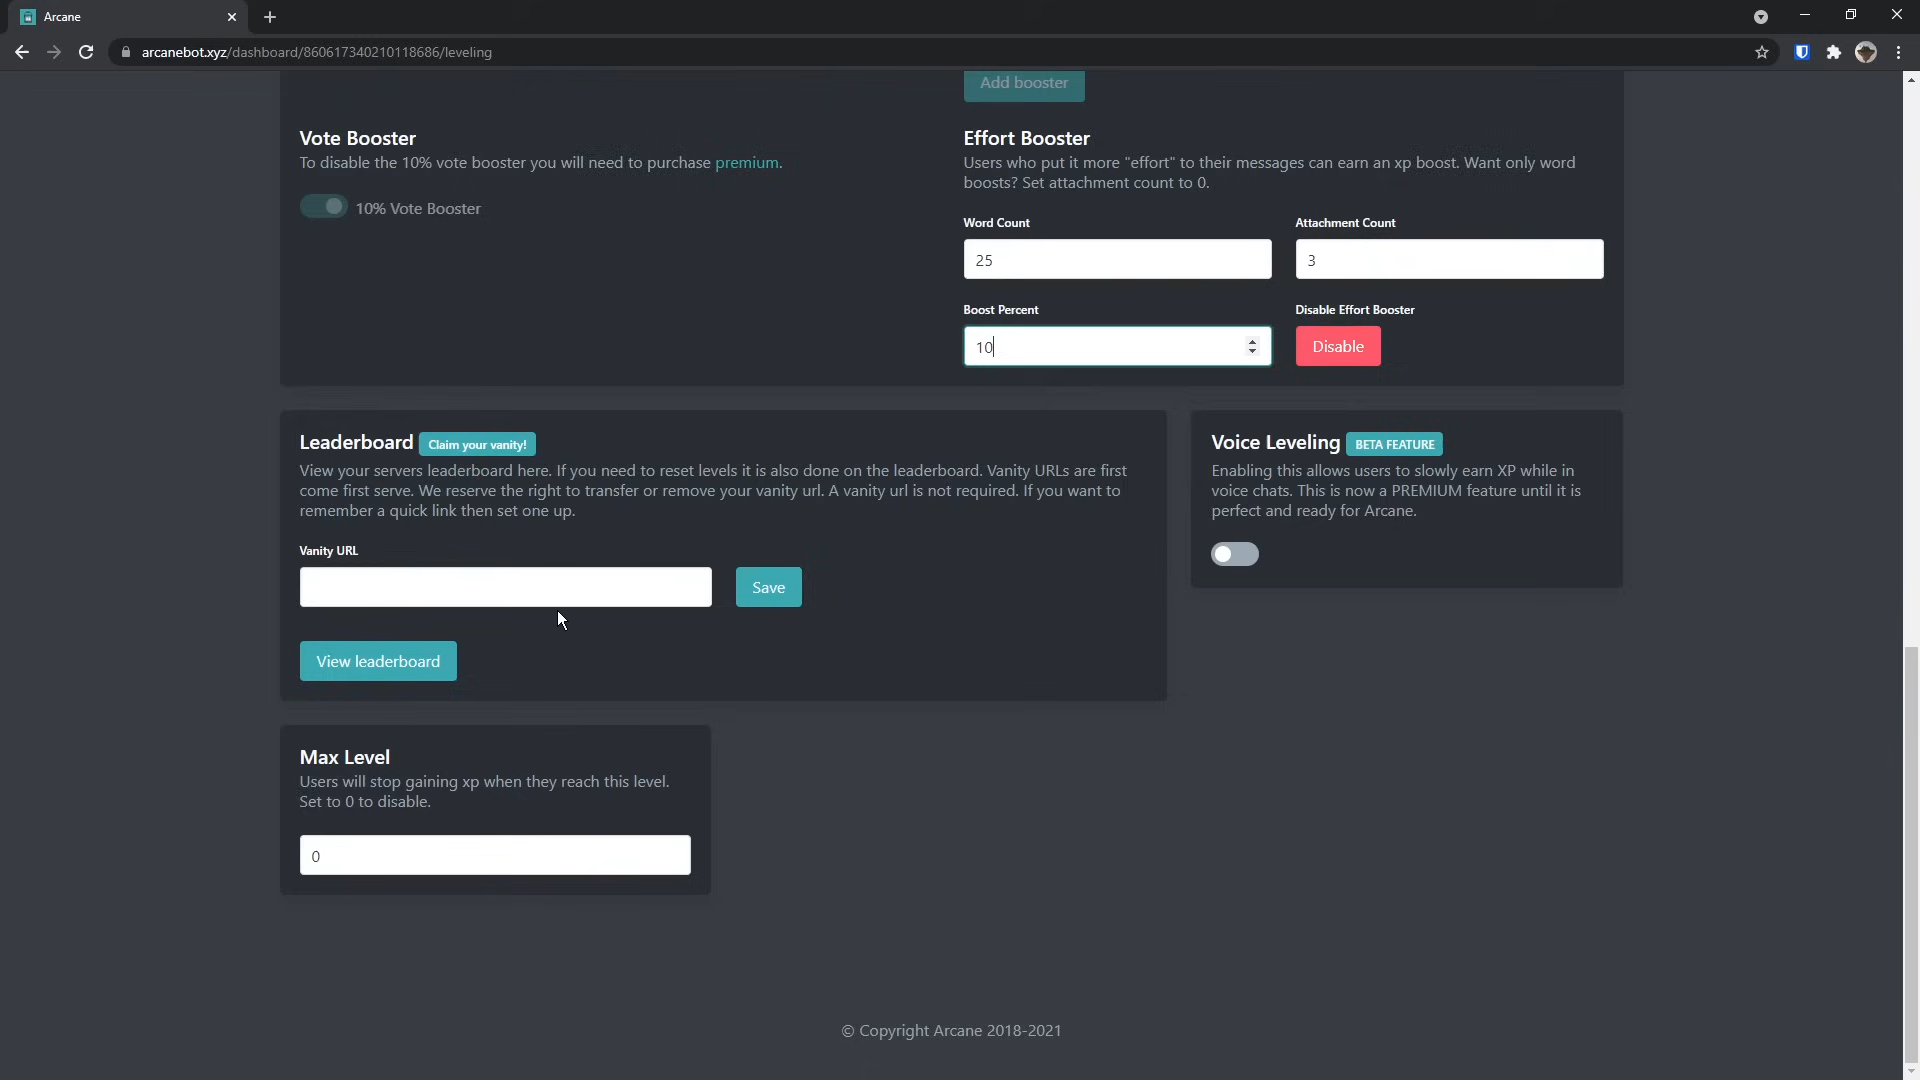 Arcane
arcanebot.xyz/dashboard/860617340210118686/leveling
Add booster
Vote Booster
To disable the 10% vote booster you will need to purchase premium.
10% Vote Booster
Effort Booster
Users who put it more "effort" to their messages can earn an xp boost. Want only word
boosts? Set attachment count to 0.
Word Count
Attachment Count
25
3
Boost Percent
Disable Effort Booster
10
Disable
Leaderboard Claim your vanity!
View your servers leaderboard here. If you need to reset levels it is also done on the leaderboard. Vanity URLs are first
come first serve. We reserve the right to transfer or remove your vanity url. A vanity url is not required. If you want to
remember a quick link then set one up.
Vanity URL
Save
View leaderboard
Voice Leveling BETA FEATURE
Enabling this allows users to slowly earn XP while in
voice chats. This is now a PREMIUM feature until it is
perfect and ready for Arcane.
Max Level
Users will stop gaining xp when they reach this level.
Set to 0 to disable.
0
© Copyright Arcane 2018-2021